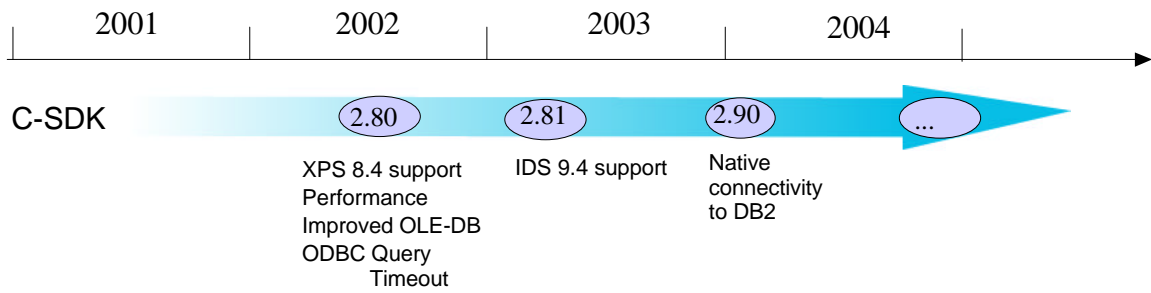 2001 2002 2003 2004
C-SDK 2.80 2.81 2.90 ...
XPS 8.4 support
Performance
Improved OLE-DB
ODBC Query
Timeout
IDS 9.4 support
Native
connectivity
to DB2